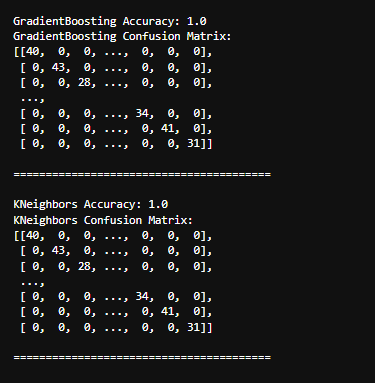 GradientBoosting Accuracy: 1.0
GradientBoosting Confusion Matrix:
[[40,  0,  0, ...,  0,  0,  0],
 [ 0, 43,  0, ...,  0,  0,  0],
 [ 0,  0, 28, ...,  0,  0,  0],
 ...,
 [ 0,  0,  0, ..., 34,  0,  0],
 [ 0,  0,  0, ...,  0, 41,  0],
 [ 0,  0,  0, ...,  0,  0, 31]]
========================================
KNeighbors Accuracy: 1.0
KNeighbors Confusion Matrix:
[[40,  0,  0, ...,  0,  0,  0],
 [ 0, 43,  0, ...,  0,  0,  0],
 [ 0,  0, 28, ...,  0,  0,  0],
 ...,
 [ 0,  0,  0, ..., 34,  0,  0],
 [ 0,  0,  0, ...,  0, 41,  0],
 [ 0,  0,  0, ...,  0,  0, 31]]
========================================